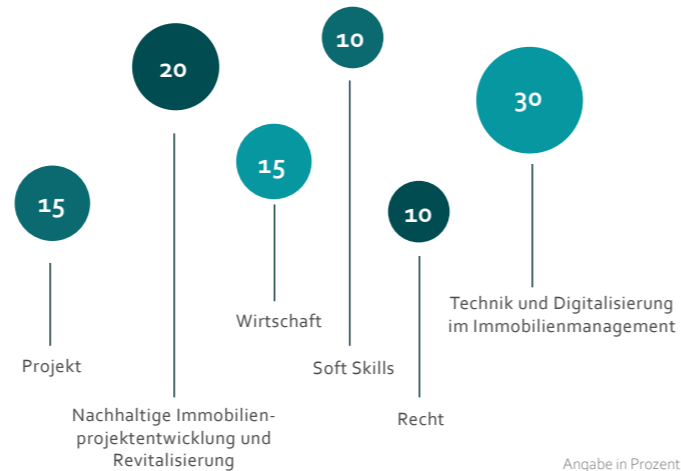 15
20
15
10
10
30
Projekt
Nachhaltige Immobilien-
projektentwicklung und
Revitalisierung
Wirtschaft
Soft Skills
Recht
Technik und Digitalisierung
im Immobilienmanagement
Angabe in Prozent